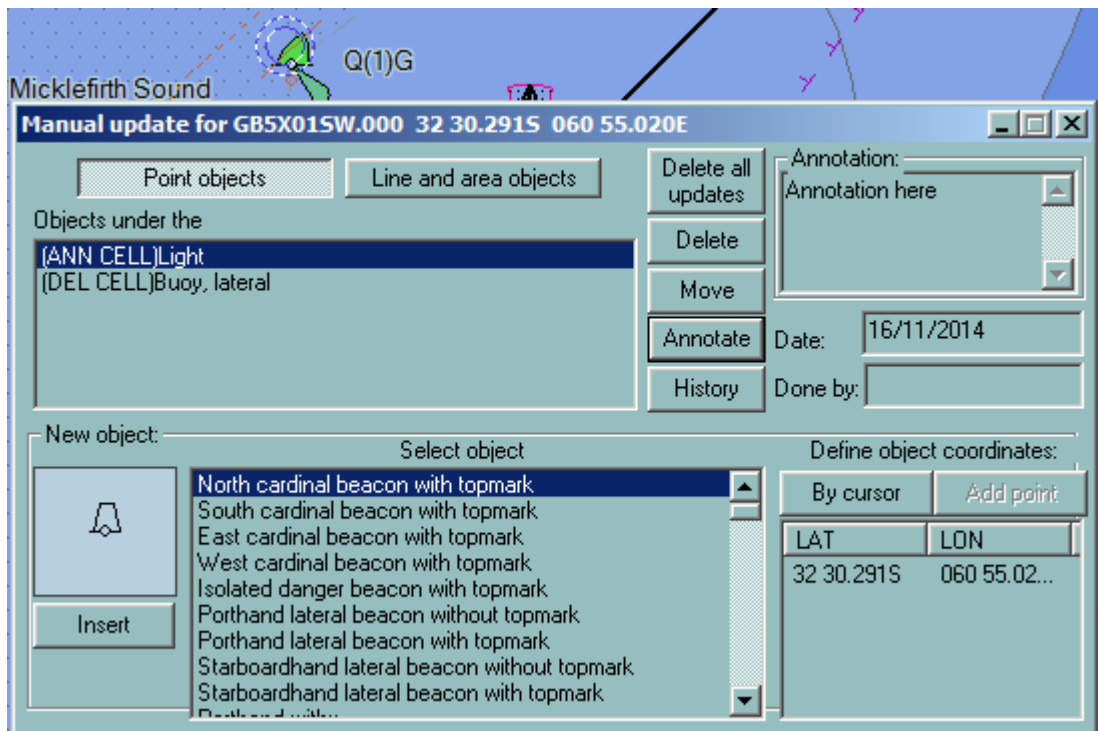 Q(1)G
Micklefirth Sound
Manual update for GB5X01SW.000 32 30.291S 060 55.020E
Point objects
Line and area objects
Objects under the
(ANN CELL)Light
(DEL CELL)Buoy, lateral
Delete all
updates
Delete
Move
Annotate
History
Annotation:
Annotation here
Date:
16/11/2014
Done by:
New object:
Select object
North cardinal beacon with topmark
South cardinal beacon with topmark
East cardinal beacon with topmark
West cardinal beacon with topmark
Isolated danger beacon with topmark
Porthand lateral beacon without topmark
Porthand lateral beacon with topmark
Starboardhand lateral beacon without topmark
Starboardhand lateral beacon with topmark
Insert
Define object coordinates:
By cursor
Add point
LAT LON
32 30.291S 060 55.02...